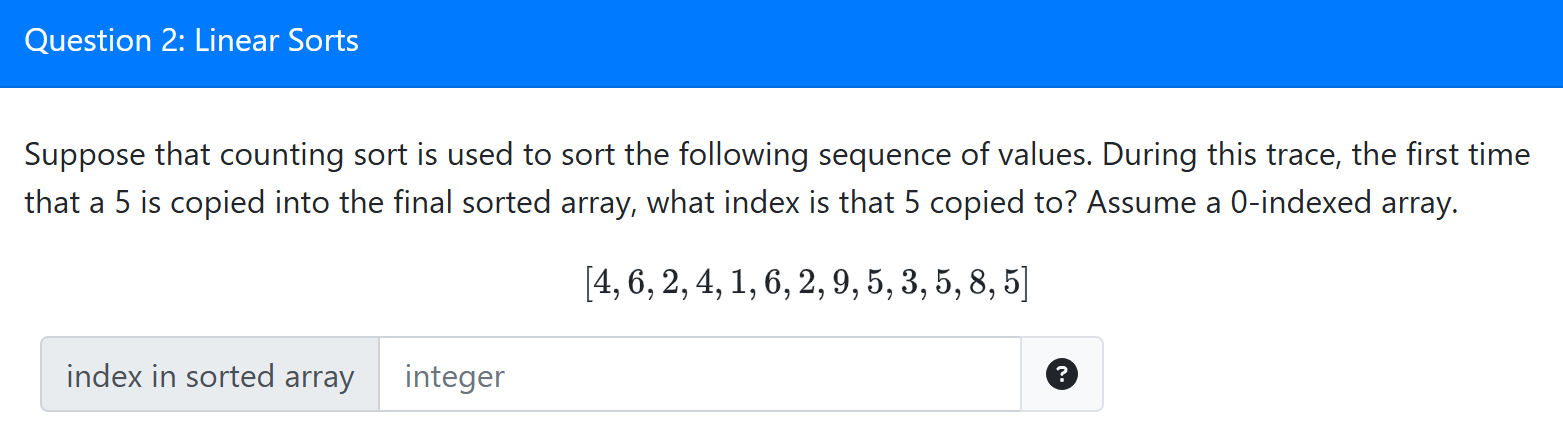 Question 2: Linear Sorts
Suppose that counting sort is used to sort the following sequence of values. During this trace, the first time
that a 5 is copied into the final sorted array, what index is that 5 copied to? Assume a 0-indexed array.
[4, 6, 2, 4, 1, 6, 2, 9, 5, 3, 5, 8, 5]
index in sorted array integer ?